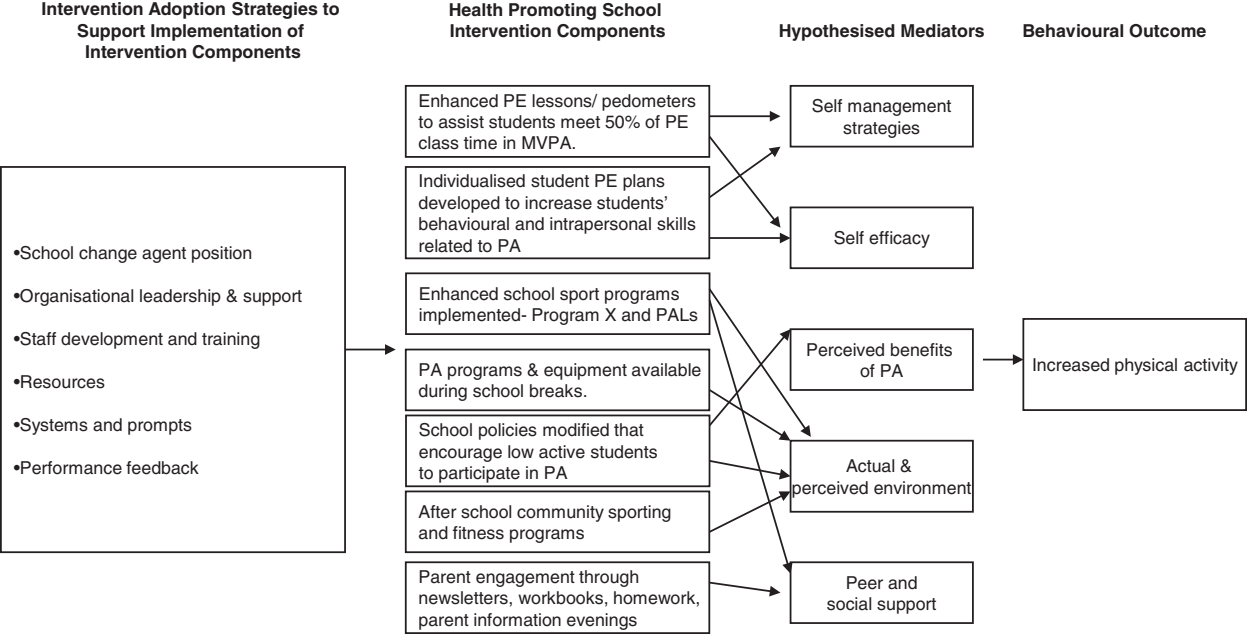 Intervention Adoption Strategies to
Support Implementation of
Intervention Components
Health Promoting School
Intervention Components
Hypothesised Mediators
Behavioural Outcome
•School change agent position
•Organisational leadership & support
•Staff development and training
•Resources
•Systems and prompts
•Performance feedback
Enhanced PE lessons/ pedometers
to assist students meet 50% of PE
class time in MVPA.
Individualised student PE plans
developed to increase students’
behavioural and intrapersonal skills
related to PA
Enhanced school sport programs
implemented- Program X and PALs
PA programs & equipment available
during school breaks.
School policies modified that
encourage low active students
to participate in PA
After school community sporting
and fitness programs
Parent engagement through
newsletters, workbooks, homework,
parent information evenings
Self management
strategies
Self efficacy
Perceived benefits
of PA
Actual &
perceived environment
Peer and
social support
Increased physical activity